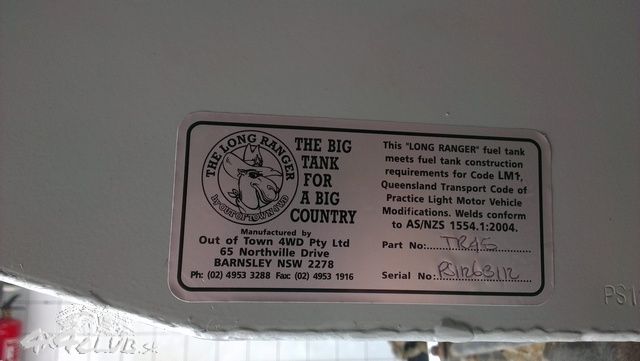 THE LONG RANGER
by OUT OF TOWN 4WD
THE BIG
TANK
FOR
A BIG
COUNTRY
Manufactured by
Out of Town 4WD Pty Ltd
65 Northville Drive
BARNSLEY NSW 2278
Ph: (02) 4953 3288 Fax: (02) 4953 1916
This "LONG RANGER" fuel tank
meets fuel tank construction
requirements for Code LM1,
Queensland Transport Code of
Practice Light Motor Vehicle
Modifications. Welds conform
to AS/NZS 1554.1:2004.
Part No: TR45
Serial No:
PS1
4X4CLUB.sk